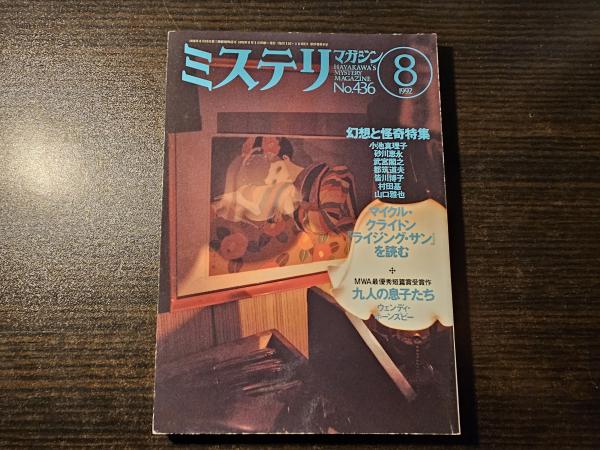 ミステリ
マガジン
HAYAKAWA'S
MYSTERY
MAGAZINE
No.436
8
1992
幻想と怪奇特集
小池真理子
砂川恵永
武宮閣之
都筑道夫
皆川博子
村田基
山口雅也
マイクル・
クライトン
『ライジング・サン』
を読む
MWA最優秀短篇賞受賞作
九人の息子たち
ウェンディ・
ホーンズビー